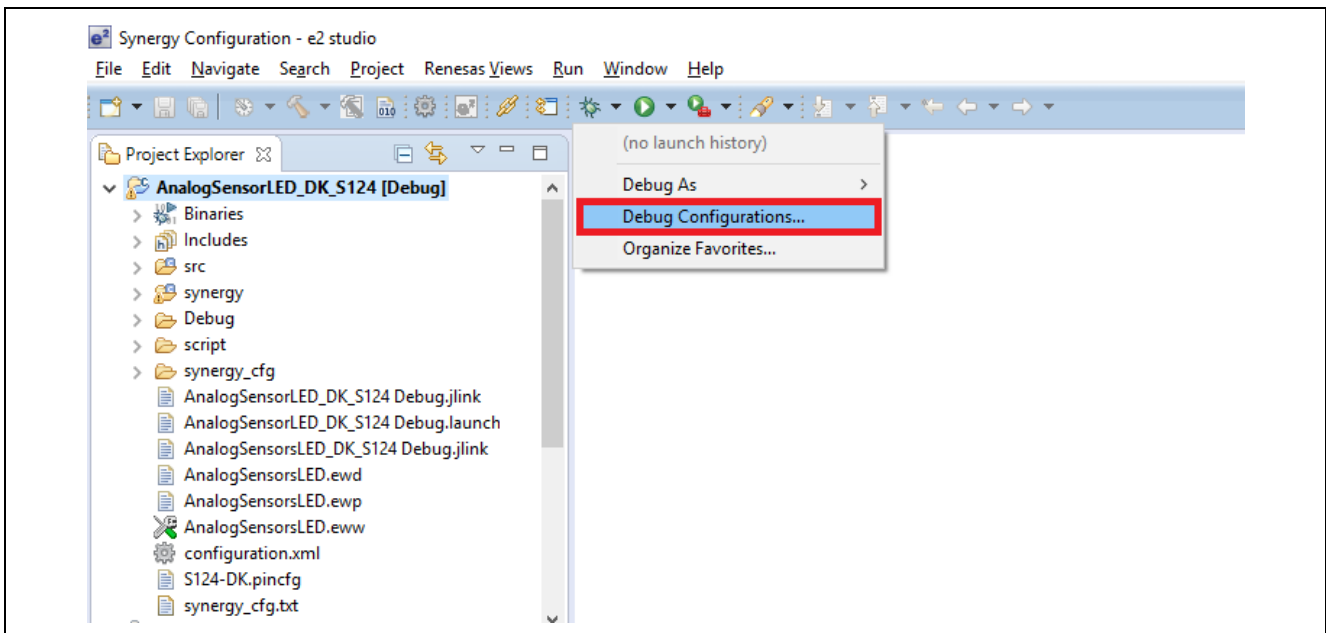 e² Synergy Configuration - e2 studio
File Edit Navigate Search Project Renesas Views Run Window Help
010
Project Explorer
(no launch history)
AnalogSensorLED_DK_S124 [Debug]
Debug As
Binaries
Debug Configurations...
Includes
Organize Favorites...
src
synergy
Debug
script
synergy_cfg
AnalogSensorLED_DK_S124 Debug.jlink
AnalogSensorLED_DK_S124 Debug.launch
AnalogSensorsLED_DK_S124 Debug.jlink
AnalogSensorsLED.ewd
AnalogSensorsLED.ewp
AnalogSensorsLED.eww
configuration.xml
S124-DK.pincfg
synergy_cfg.txt